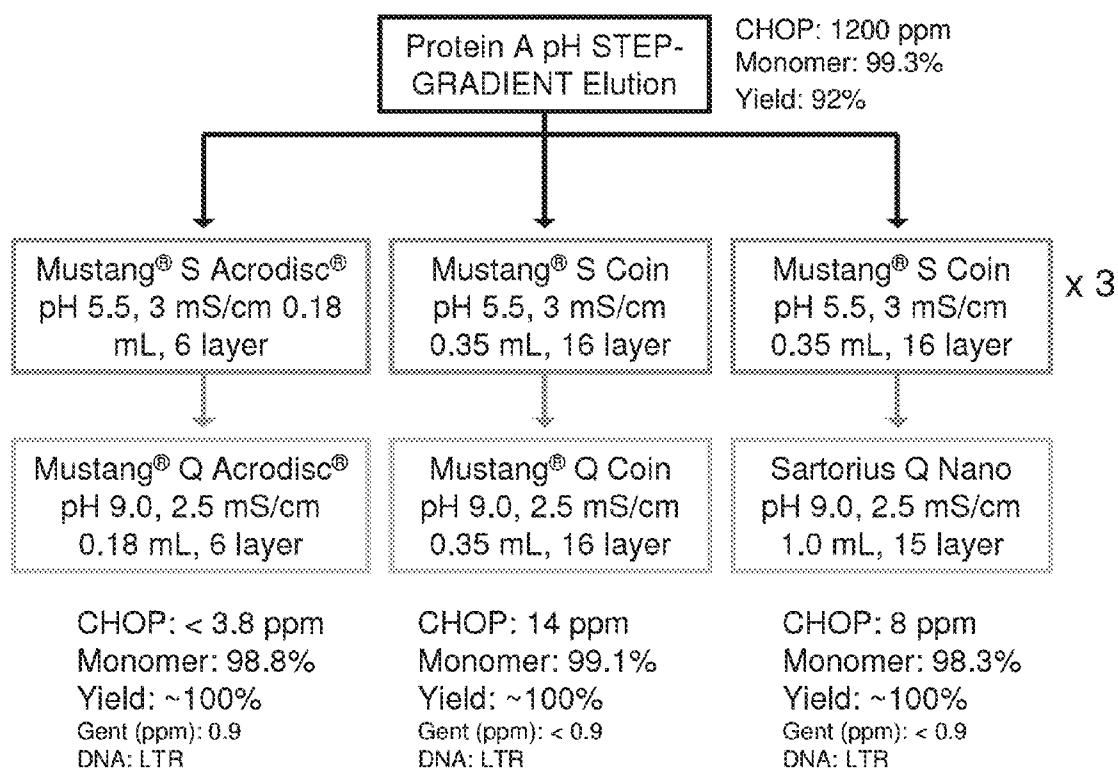 Protein A pH STEP-
GRADIENT Elution
CHOP: 1200 ppm
Monomer: 99.3%
Yield: 92%
Mustang® S Acrodisc®
pH 5.5, 3 mS/cm 0.18
mL, 6 layer
Mustang® S Coin
pH 5.5, 3 mS/cm
0.35 mL, 16 layer
Mustang® S Coin
pH 5.5, 3 mS/cm
0.35 mL, 16 layer
x 3
Mustang® Q Acrodisc®
pH 9.0, 2.5 mS/cm
0.18 mL, 6 layer
Mustang® Q Coin
pH 9.0, 2.5 mS/cm
0.35 mL, 16 layer
Sartorius Q Nano
pH 9.0, 2.5 mS/cm
1.0 mL, 15 layer
CHOP: < 3.8 ppm
Monomer: 98.8%
Yield: ~100%
Gent (ppm): 0.9
DNA: LTR
CHOP: 14 ppm
Monomer: 99.1%
Yield: ~100%
Gent (ppm): < 0.9
DNA: LTR
CHOP: 8 ppm
Monomer: 98.3%
Yield: ~100%
Gent (ppm): < 0.9
DNA: LTR